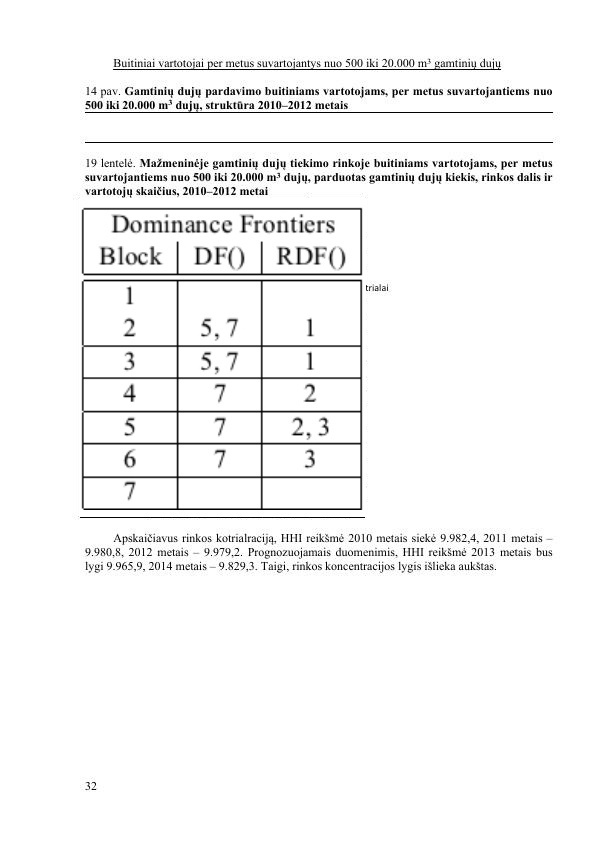 Buitiniai vartotojai per metus suvartojantys nuo 500 iki 20.000 m³ gamtinių dujų
14 pav. Gamtinių dujų pardavimo buitiniams vartotojams, per metus suvartojantiems nuo
500 iki 20.000 m³ dujų, struktūra 2010–2012 metais
19 lentelė. Mažmeninėje gamtinių dujų tiekimo rinkoje buitiniams vartotojams, per metus
suvartojantiems nuo 500 iki 20.000 m³ dujų, parduotas gamtinių dujų kiekis, rinkos dalis ir
vartotojų skaičius, 2010–2012 metai
Dominance Frontiers
Block DF() RDF()
1
trialai
2 5, 7 1
3 5, 7 1
4 7 2
5 7 2, 3
6 7 3
7
Apskaičiavus rinkos kotrialraciją, HHI reikšmė 2010 metais siekė 9.982,4, 2011 metais –
9.980,8, 2012 metais – 9.979,2. Prognozuojamais duomenimis, HHI reikšmė 2013 metais bus
lygi 9.965,9, 2014 metais – 9.829,3. Taigi, rinkos koncentracijos lygis išlieka aukštas.
32